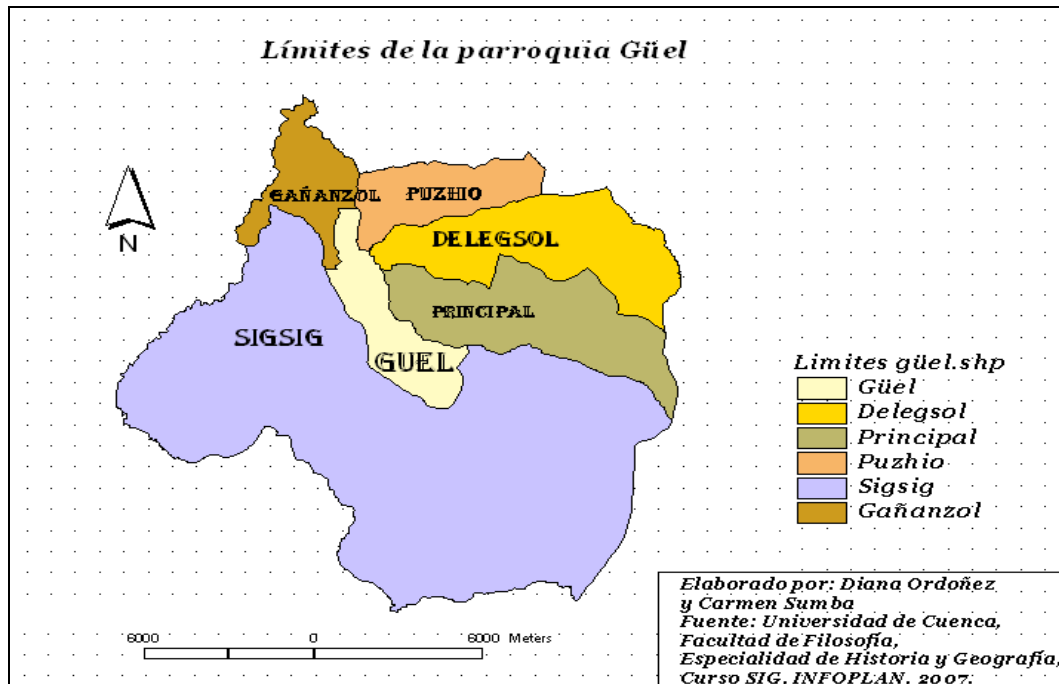 Límites de la parroquia Güel
GAÑANZOL
PUZHIO
DELEGSOL
N
PRINCIPAL
SIGSIG
GUEL
Limites güel.shp
Güel
Delegsol
Principal
Puzhio
Sigsig
Gañanzol
6000 0 6000 Meters
Elaborado por: Diana Ordoñez
y Carmen Sumba
Fuente: Universidad de Cuenca,
Facultad de Filosofía,
Especialidad de Historia y Geografía,
Curso SIG. INFOPLAN. 2007.